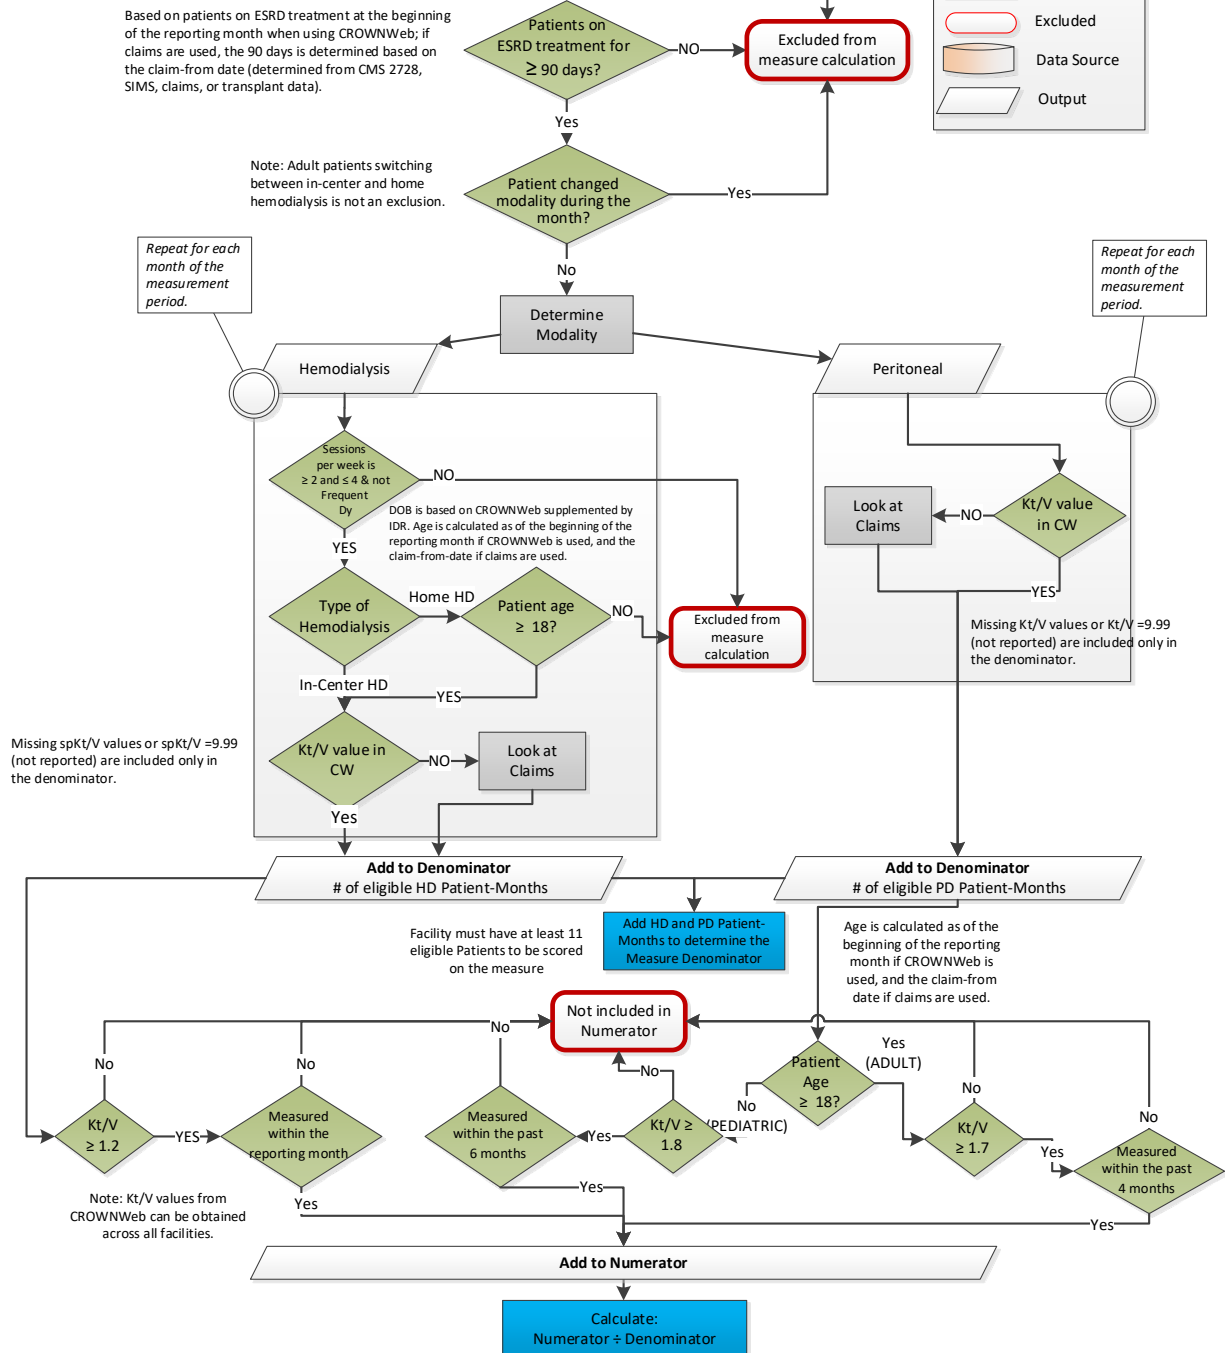 Based on patients on ESRD treatment at the beginning
of the reporting month when using CROWNWeb; if
claims are used, the 90 days is determined based on
the claim-from date (determined from CMS 2728,
SIMS, claims, or transplant data).
Patients on
ESRD treatment for
≥ 90 days?
NO
Excluded from
measure calculation
Excluded
Data Source
Output
Yes
Note: Adult patients switching
between in-center and home
hemodialysis is not an exclusion.
Patient changed
modality during the
month?
Yes
No
Repeat for each
month of the
measurement
period.
Determine
Modality
Repeat for each
month of the
measurement
period.
Hemodialysis
Peritoneal
Sessions
per week is
≥ 2 and ≤ 4 & not
Frequent
Dy
NO
DOB is based on CROWNWeb supplemented by
IDR. Age is calculated as of the beginning of the
reporting month if CROWNWeb is used, and the
claim-from-date if claims are used.
YES
Look at
Claims
NO
Kt/V value
in CW
YES
Type of
Hemodialysis
Home HD
Patient age
≥ 18?
NO
Excluded from
measure
calculation
Missing Kt/V values or Kt/V =9.99
(not reported) are included only in
the denominator.
In-Center HD
YES
Missing spKt/V values or spKt/V =9.99
(not reported) are included only in
the denominator.
Kt/V value in
CW
NO
Look at
Claims
Yes
Add to Denominator
# of eligible HD Patient-Months
Add to Denominator
# of eligible PD Patient-Months
Facility must have at least 11
eligible Patients to be scored
on the measure
Add HD and PD Patient-
Months to determine the
Measure Denominator
Age is calculated as of the
beginning of the reporting
month if CROWNWeb is
used, and the claim-from
date if claims are used.
Not included in
Numerator
No
No
No
No
Patient
Age
≥ 18?
Yes
(ADULT)
No
(PEDIATRIC)
No
No
Kt/V
≥ 1.2
YES
Measured
within the
reporting month
Measured
within the past
6 months
Yes
Kt/V ≥
1.8
Kt/V
≥ 1.7
Yes
Measured
within the past
4 months
Note: Kt/V values from
CROWNWeb can be obtained
across all facilities.
Yes
Yes
Yes
Add to Numerator
Calculate:
Numerator ÷ Denominator